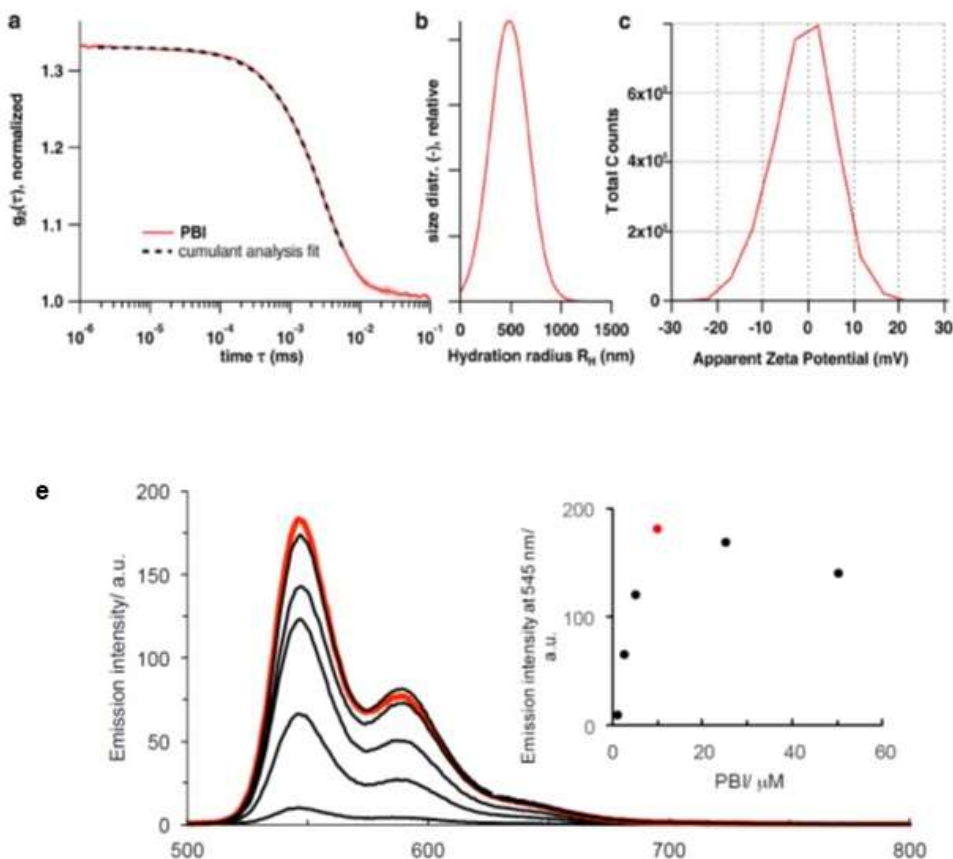 a
g₂(τ), normalized
1.3
1.2
1.1
1.0
PBI
cumulant analysis fit
10⁻⁶ 10⁻⁵ 10⁻⁴ 10⁻³ 10⁻² 10⁻¹
time τ (ms)
b
size distr. (-), relative
0 500 1000 1500
Hydration radius R_H (nm)
c
Total Counts
6x10⁵
4x10⁵
2x10⁵
0
-30 -20 -10 0 10 20 30
Apparent Zeta Potential (mV)
e
Emission intensity/ a.u.
200
150
100
50
0
500 600 700 800
Emission intensity at 545 nm/
a.u.
200
100
0
0 20 40 60
PBI/ μM